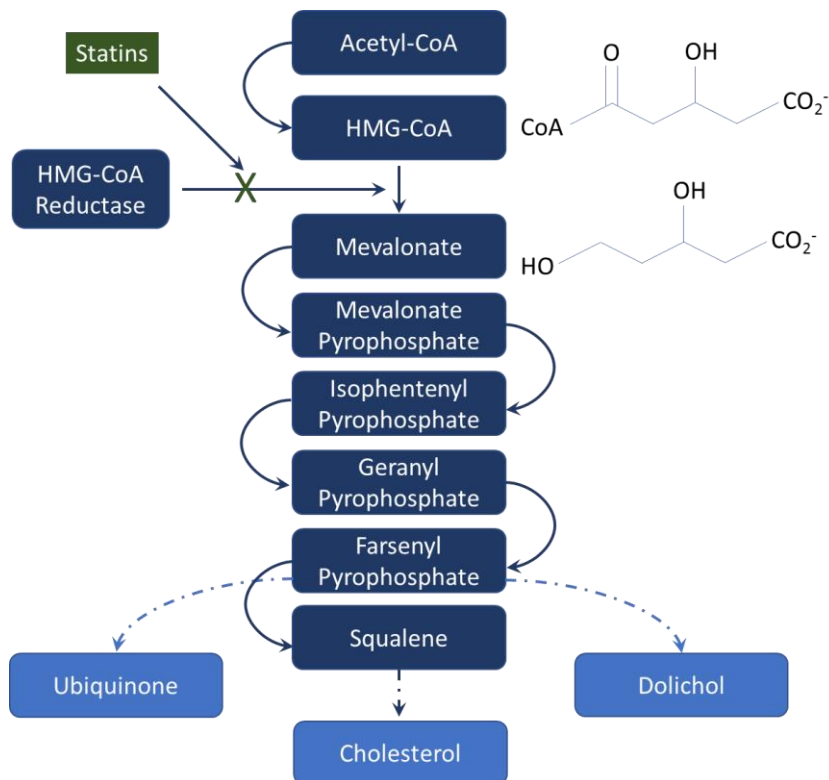 Statins
Acetyl-CoA
O
OH
HMG-CoA
CoA
CO₂⁻
HMG-CoA
Reductase
X
OH
Mevalonate
HO
CO₂⁻
Mevalonate
Pyrophosphate
Isophentenyl
Pyrophosphate
Geranyl
Pyrophosphate
Farsenyl
Pyrophosphate
Squalene
Ubiquinone
Dolichol
Cholesterol